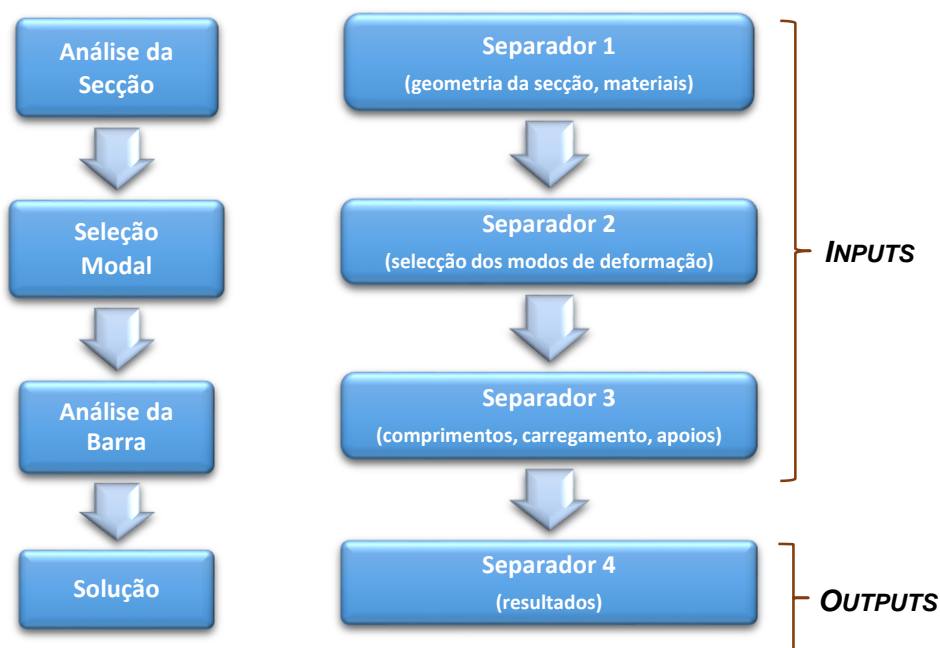 Análise da
Secção
Seleção
Modal
Análise da
Barra
Solução
Separador 1
(geometria da secção, materiais)
Separador 2
(selecção dos modos de deformação)
Separador 3
(comprimentos, carregamento, apoios)
Separador 4
(resultados)
INPUTS
OUTPUTS